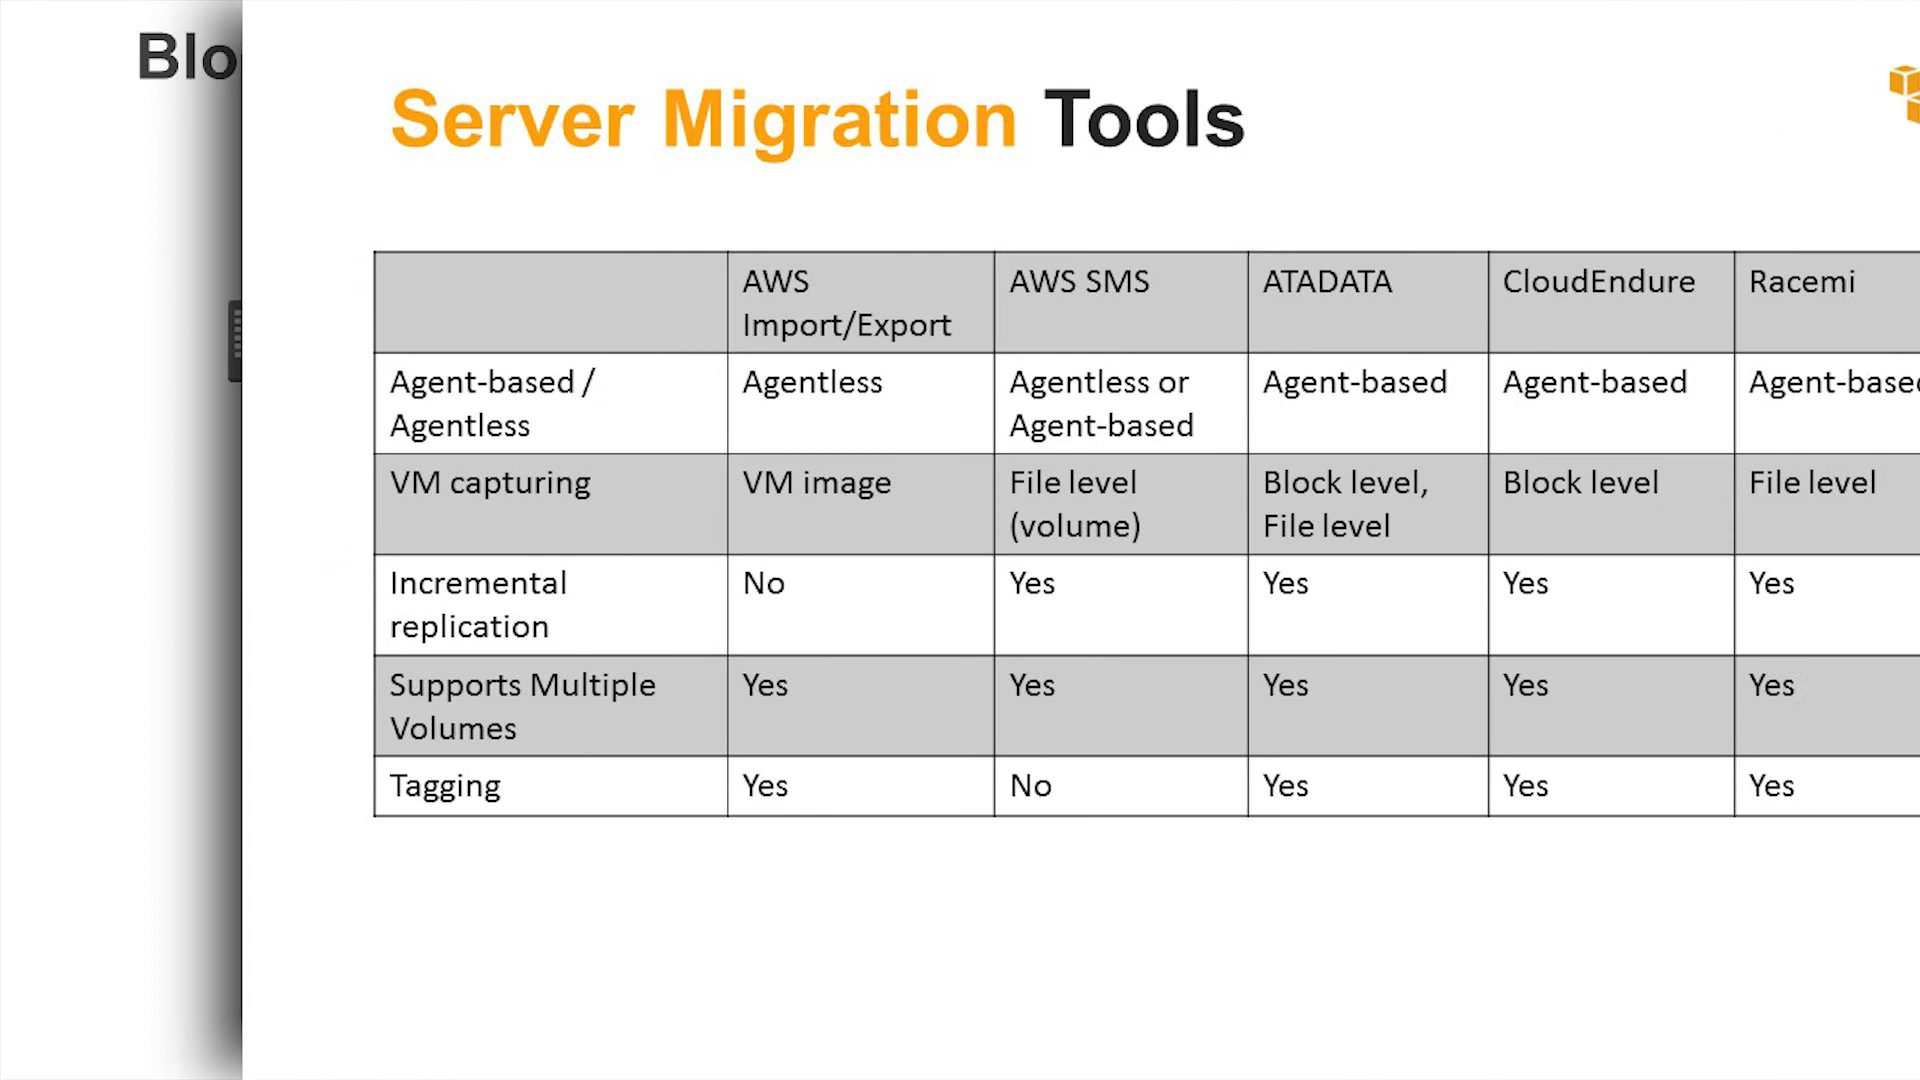 Blo
Server Migration Tools
AWS Import/Export
AWS SMS
ATADATA
CloudEndure
Racemi
Agent-based / Agentless
Agentless
Agentless or Agent-based
Agent-based
Agent-based
Agent-based
VM capturing
VM image
File level (volume)
Block level, File level
Block level
File level
Incremental replication
No
Yes
Yes
Yes
Yes
Supports Multiple Volumes
Yes
Yes
Yes
Yes
Yes
Tagging
Yes
No
Yes
Yes
Yes